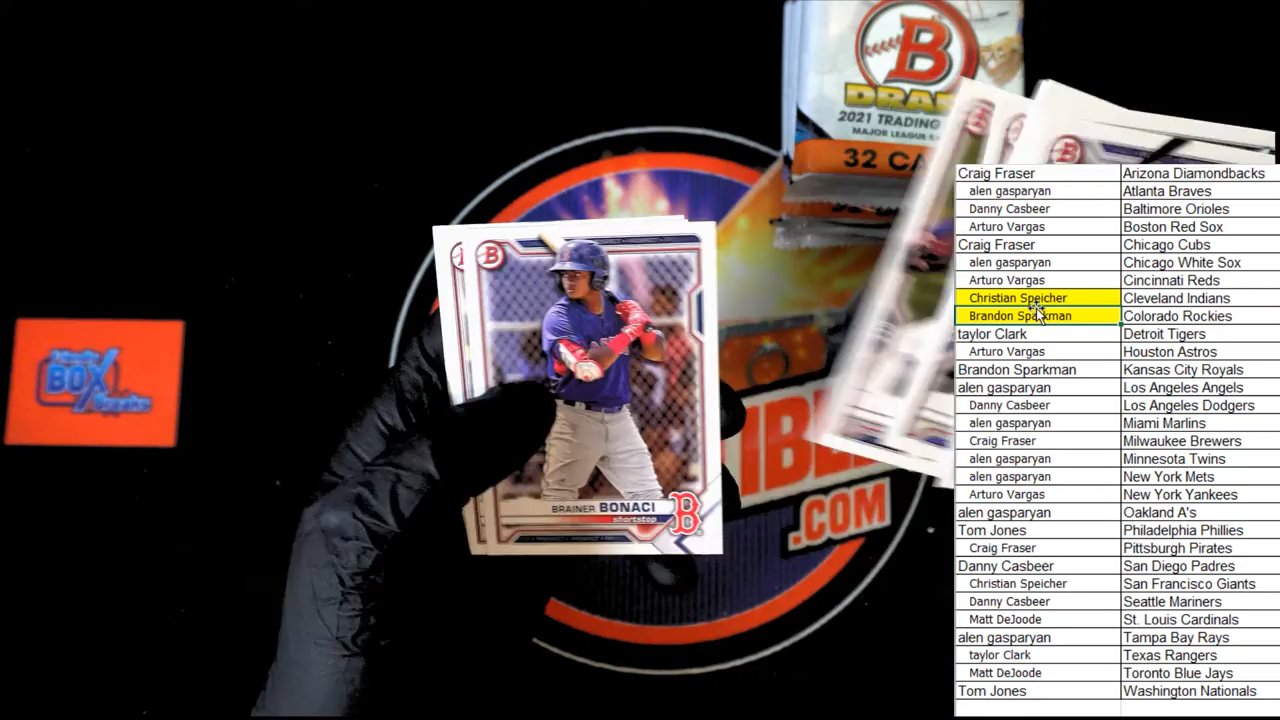 B
DRA
2021 TRADING
MAJOR LEAGUE
32 CA
BOX
IBL
.COM
B
BRAINER BONACI
shortstop
B
Craig Fraser Arizona Diamondbacks
alen gasparyan Atlanta Braves
Danny Casbeer Baltimore Orioles
Arturo Vargas Boston Red Sox
Craig Fraser Chicago Cubs
alen gasparyan Chicago White Sox
Arturo Vargas Cincinnati Reds
Christian Speicher Cleveland Indians
Brandon Sparkman Colorado Rockies
taylor Clark Detroit Tigers
Arturo Vargas Houston Astros
Brandon Sparkman Kansas City Royals
alen gasparyan Los Angeles Angels
Danny Casbeer Los Angeles Dodgers
alen gasparyan Miami Marlins
Craig Fraser Milwaukee Brewers
alen gasparyan Minnesota Twins
alen gasparyan New York Mets
Arturo Vargas New York Yankees
alen gasparyan Oakland A's
Tom Jones Philadelphia Phillies
Craig Fraser Pittsburgh Pirates
Danny Casbeer San Diego Padres
Christian Speicher San Francisco Giants
Danny Casbeer Seattle Mariners
Matt DeJoode St. Louis Cardinals
alen gasparyan Tampa Bay Rays
taylor Clark Texas Rangers
Matt DeJoode Toronto Blue Jays
Tom Jones Washington Nationals